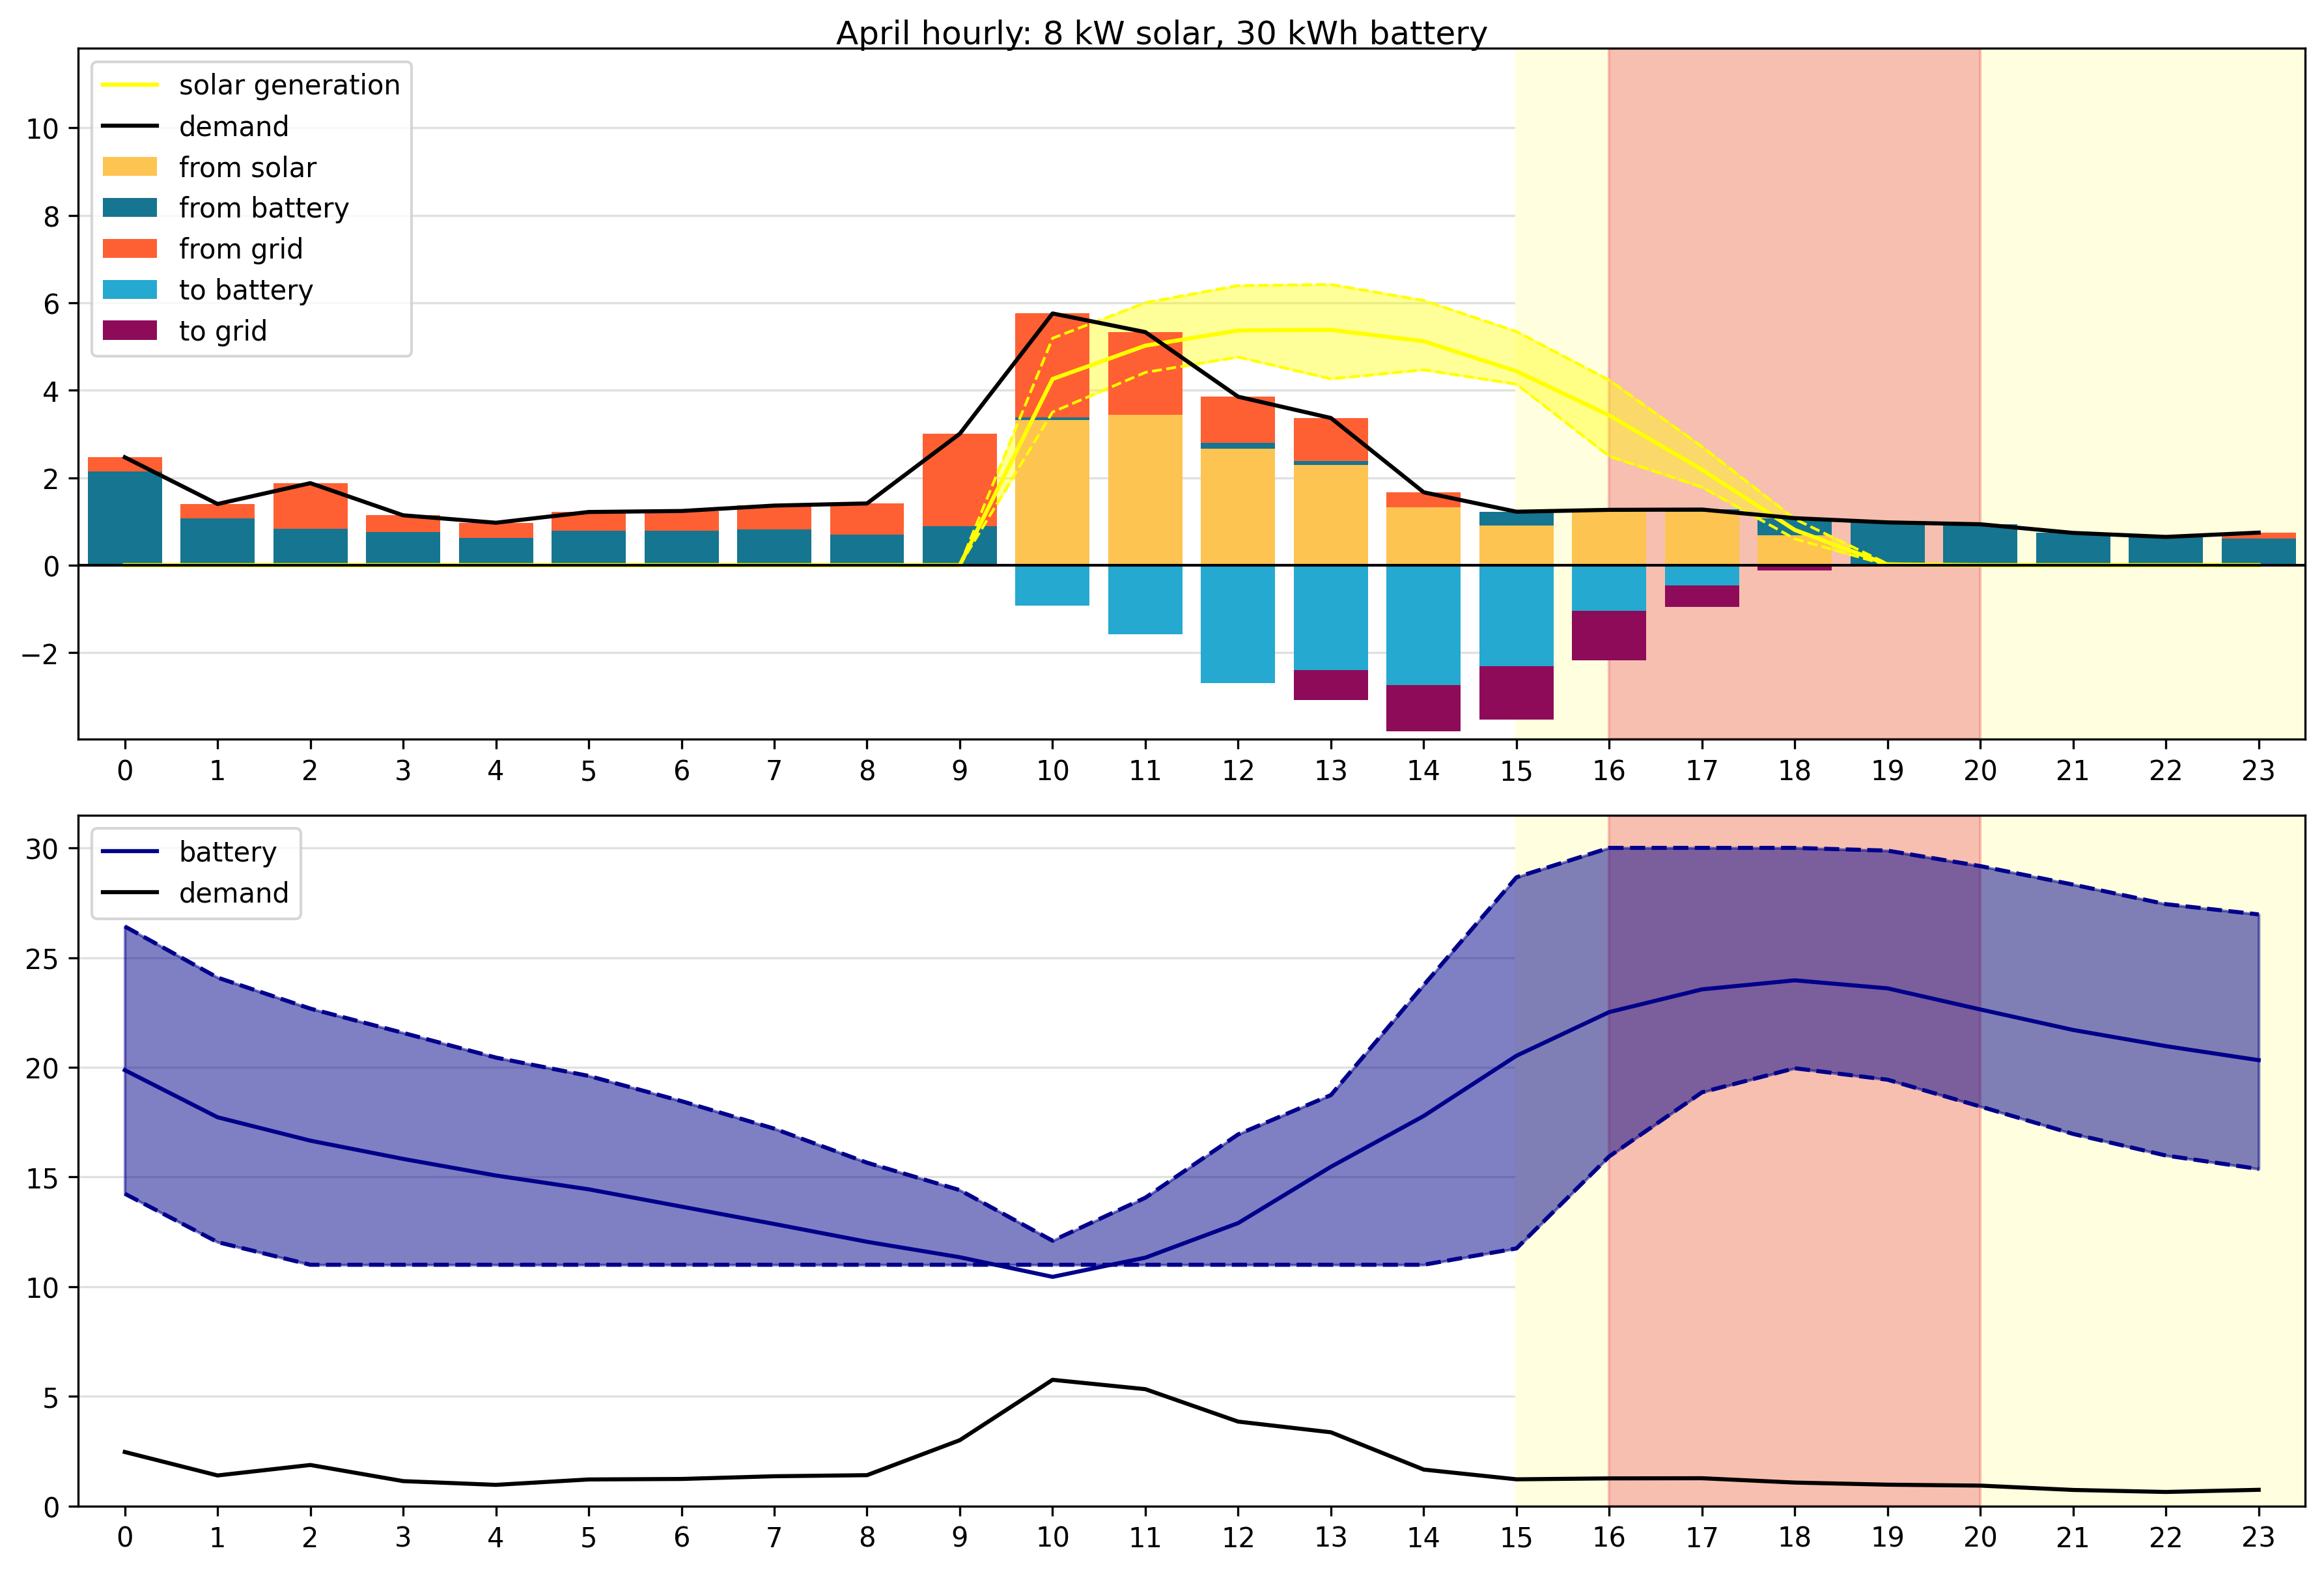 April hourly: 8 kW solar, 30 kWh battery
solar generation
demand
from solar
from battery
from grid
to battery
to grid
10
8
6
4
2
0
−2
0 1 2 3 4 5 6 7 8 9 10 11 12 13 14 15 16 17 18 19 20 21 22 23
battery
demand
30
25
20
15
10
5
0
0 1 2 3 4 5 6 7 8 9 10 11 12 13 14 15 16 17 18 19 20 21 22 23